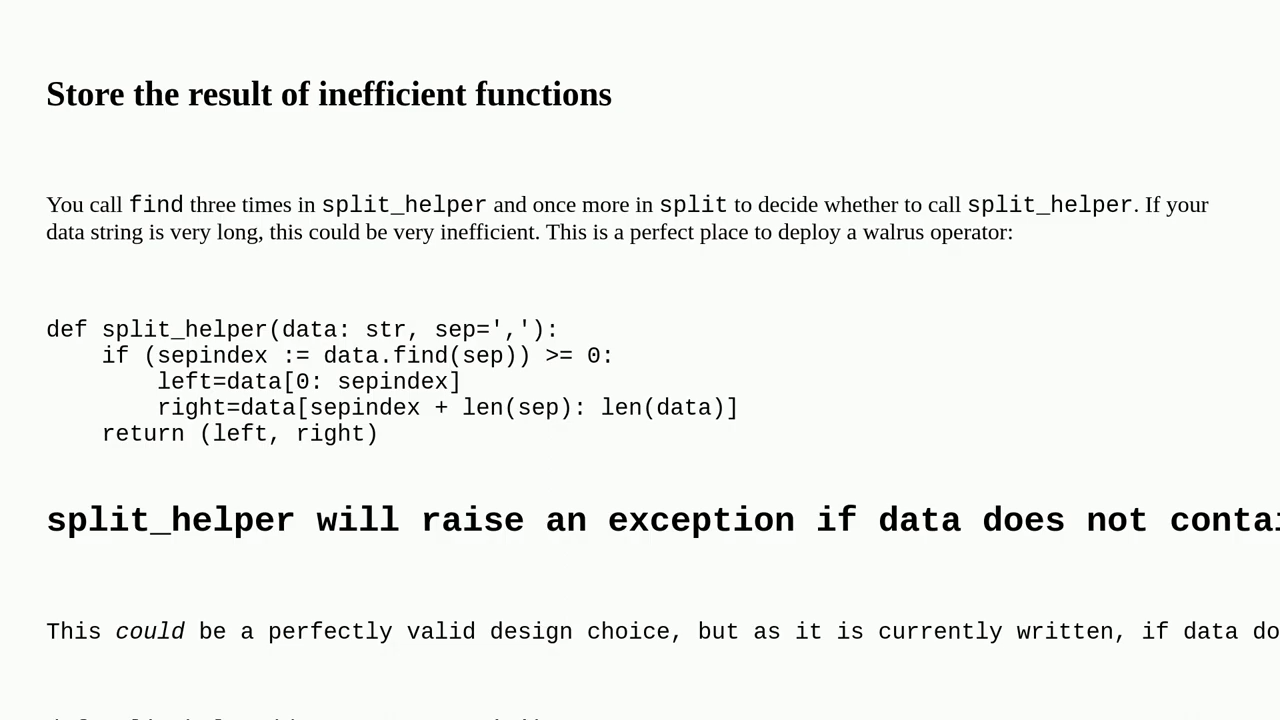 Store the result of inefficient functions
You call find three times in split_helper and once more in split to decide whether to call split_helper. If your
data string is very long, this could be very inefficient. This is a perfect place to deploy a walrus operator:
def split_helper(data: str, sep=','):
    if (sepindex := data.find(sep)) >= 0:
        left=data[0: sepindex]
        right=data[sepindex + len(sep): len(data)]
    return (left, right)
split_helper will raise an exception if data does not
This could be a perfectly valid design choice, but as it is currently written, if data